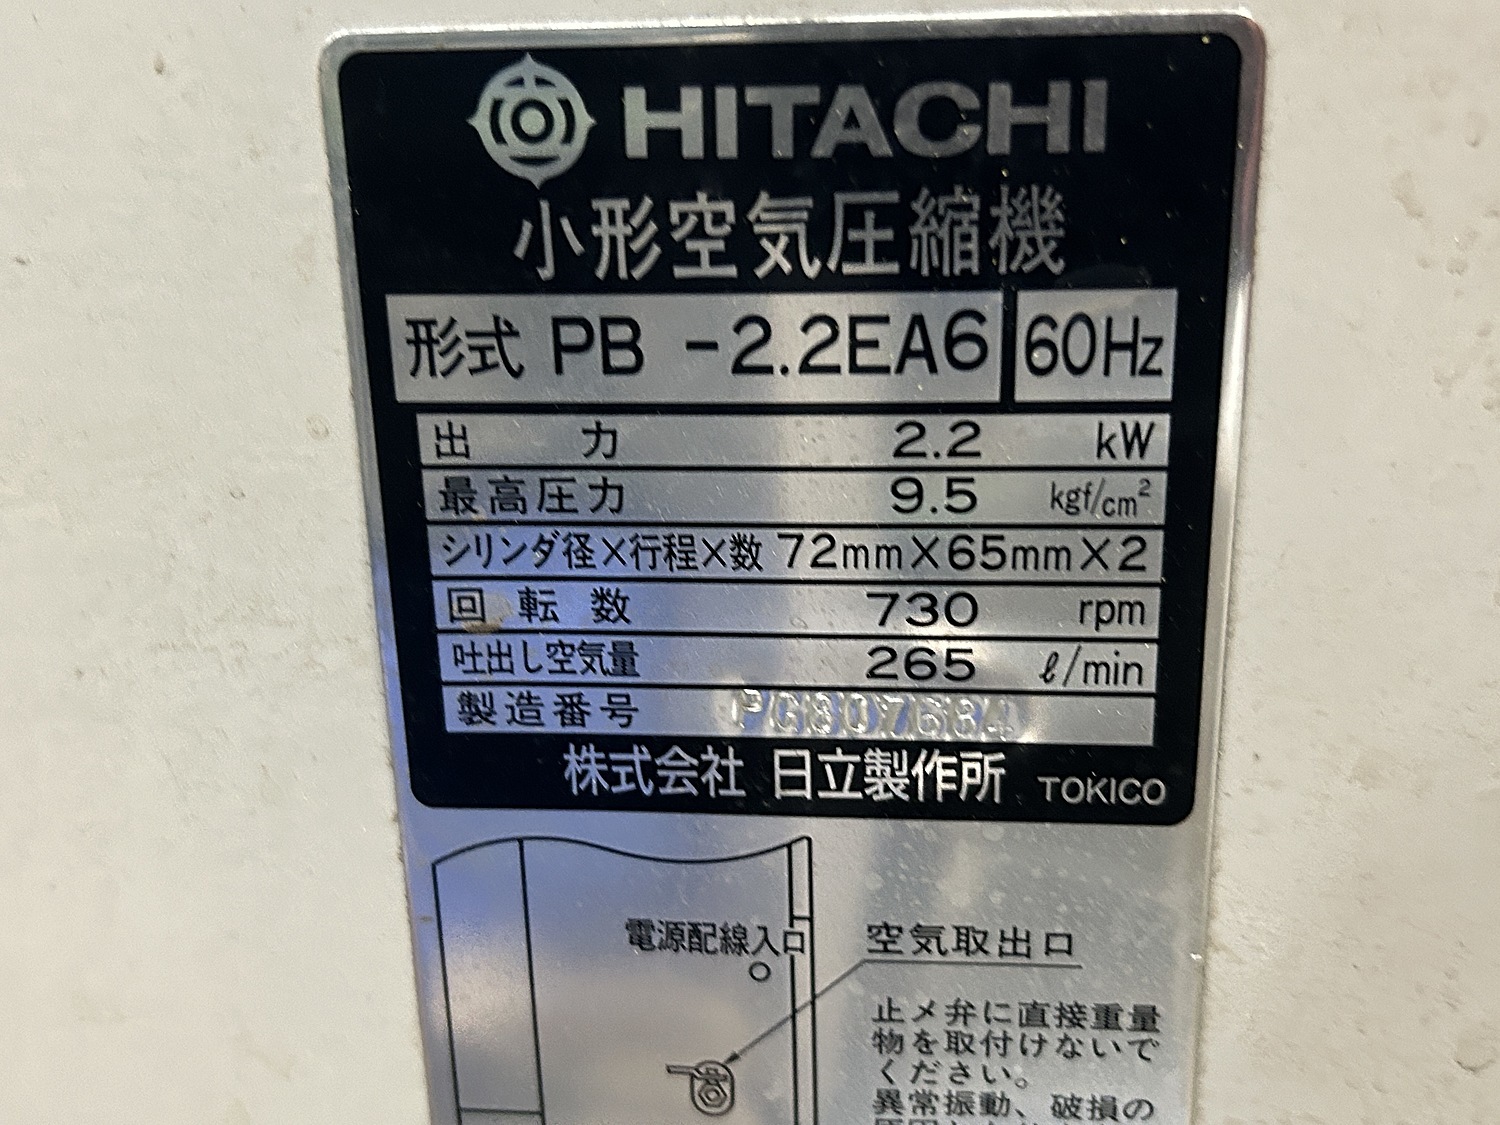 HITACHI
小形空気圧縮機
形式 PB -2.2EA6 60Hz
出力 2.2 kW
最高圧力 9.5 kgf/cm²
シリンダ径×行程×数 72mm×65mm×2
回転数 730 rpm
吐出し空気量 265 ℓ/min
製造番号
株式会社 日立製作所 TOKICO
電源配線入口
空気取出口
止メ弁に直接重量
物を取付けないで
ください。
異常振動、破損の